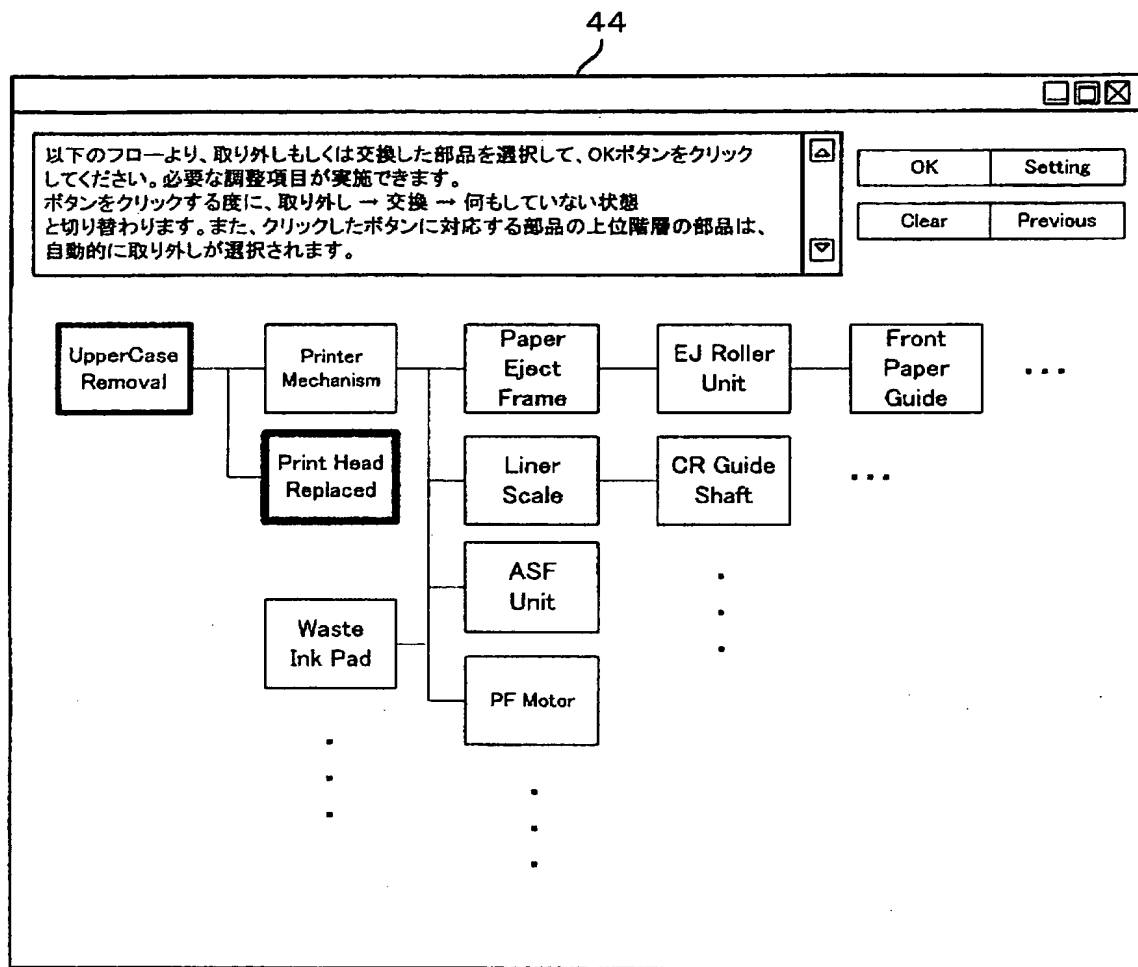 44
以下のフローより、取り外しもしくは交換した部品を選択して、OKボタンをクリック
してください。必要な調整項目が実施できます。
ボタンをクリックする度に、取り外し → 交換 → 何もしていない状態
と切り替わります。また、クリックしたボタンに対応する部品の上位階層の部品は、
自動的に取り外しが選択されます。
OK
Setting
Clear
Previous
UpperCase
Removal
Printer
Mechanism
Paper
Eject
Frame
EJ Roller
Unit
Front
Paper
Guide
Print Head
Replaced
Liner
Scale
CR Guide
Shaft
ASF
Unit
Waste
Ink Pad
PF Motor